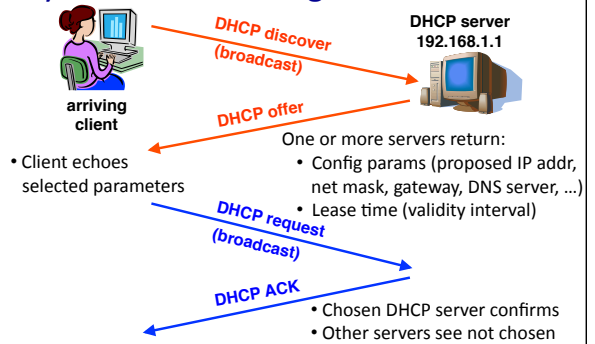 DHCP discover
(broadcast)
DHCP server
192.168.1.1
arriving
client
DHCP offer
One or more servers return:
• Config params (proposed IP addr,
net mask, gateway, DNS server, …)
• Lease time (validity interval)
• Client echoes
selected parameters
DHCP request
(broadcast)
DHCP ACK
• Chosen DHCP server confirms
• Other servers see not chosen